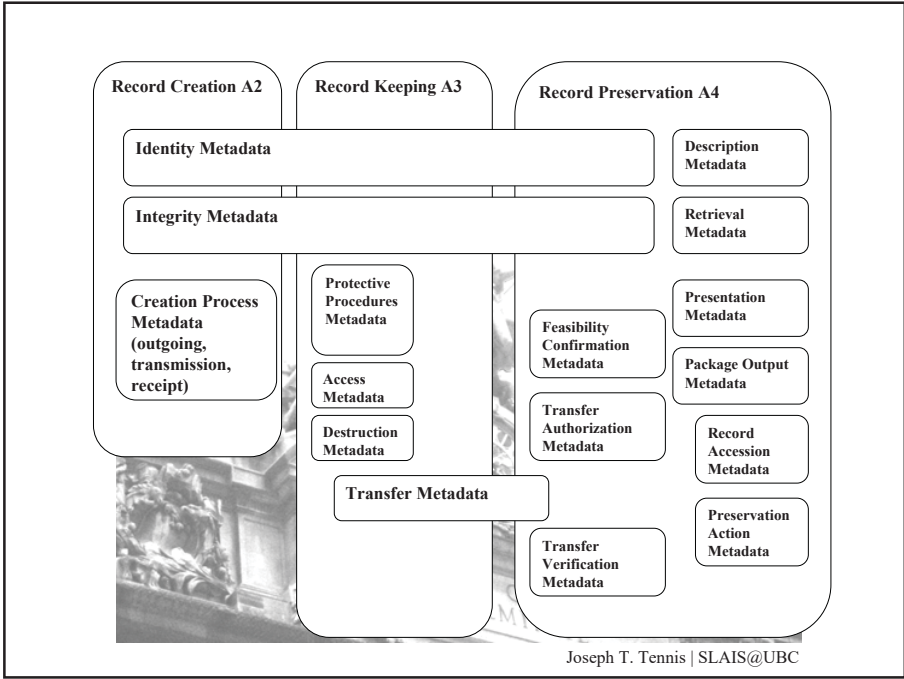 Record Creation A2
Record Keeping A3
Record Preservation A4
Identity Metadata
Description
Metadata
Integrity Metadata
Retrieval
Metadata
Creation Process
Metadata
(outgoing,
transmission,
receipt)
Protective
Procedures
Metadata
Access
Metadata
Destruction
Metadata
Transfer Metadata
Feasibility
Confirmation
Metadata
Transfer
Authorization
Metadata
Transfer
Verification
Metadata
Presentation
Metadata
Package Output
Metadata
Record
Accession
Metadata
Preservation
Action
Metadata
Joseph T. Tennis | SLAIS@UBC